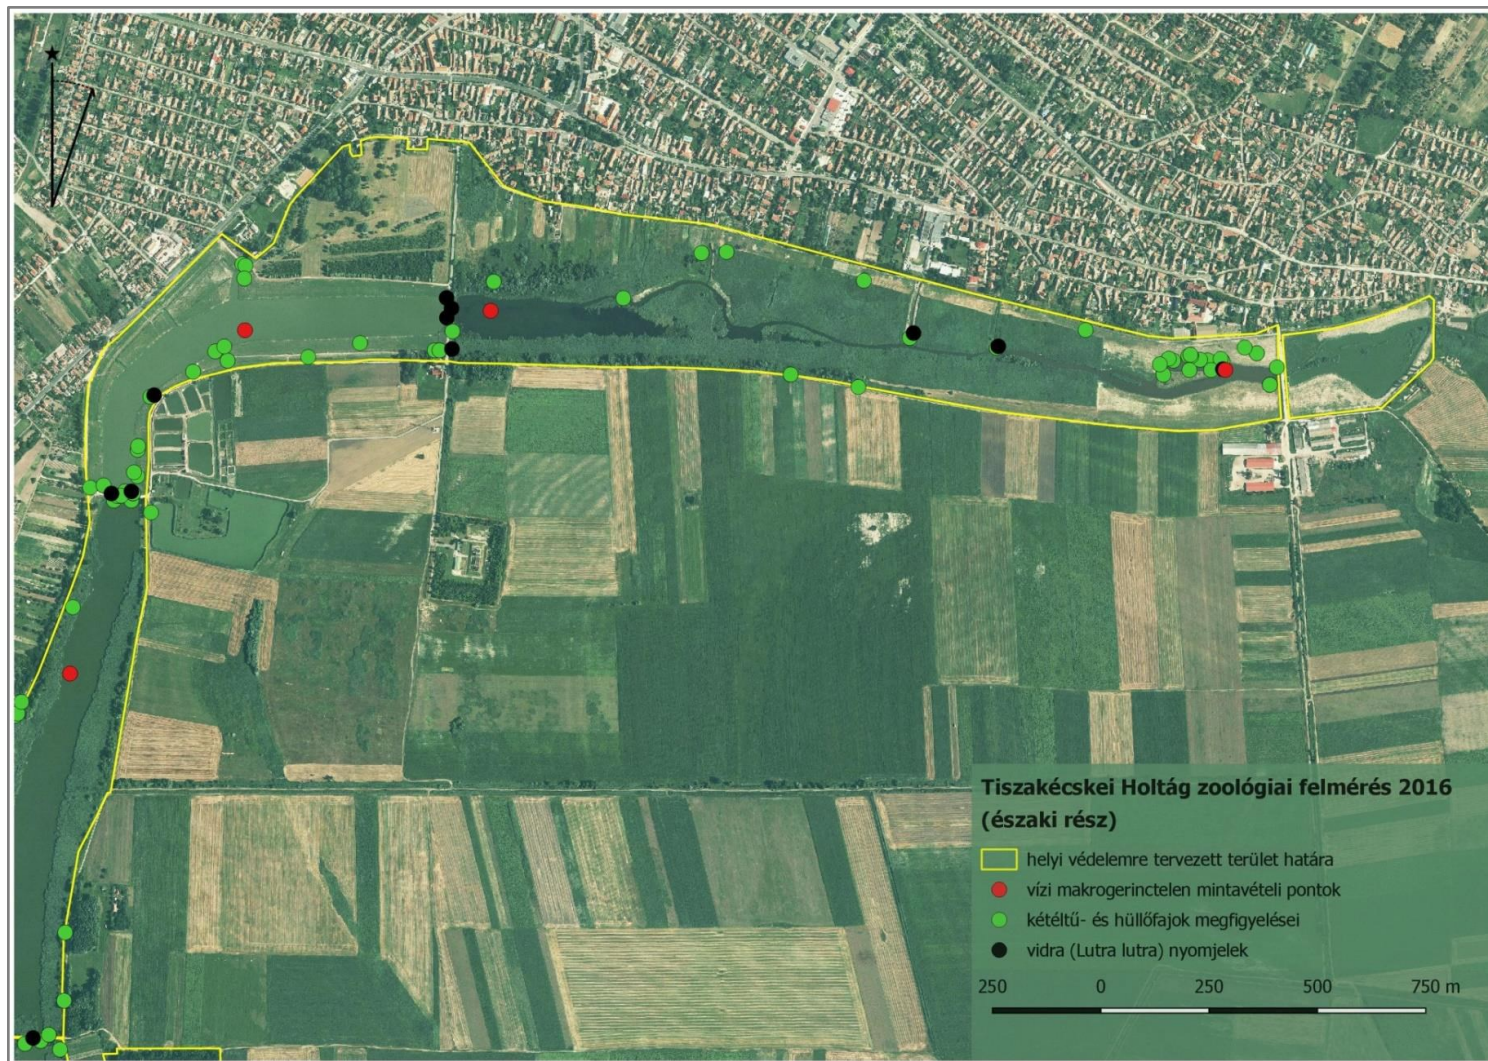 Tiszakécskei Holtág zoológiai felmérés 2016
(északi rész)
helyi védelemre tervezett terület határa
vízi makrogerinctelen mintavételi pontok
kétéltű- és hüllőfajok megfigyelései
vidra (Lutra lutra) nyomjelek
250 0 250 500 750 m